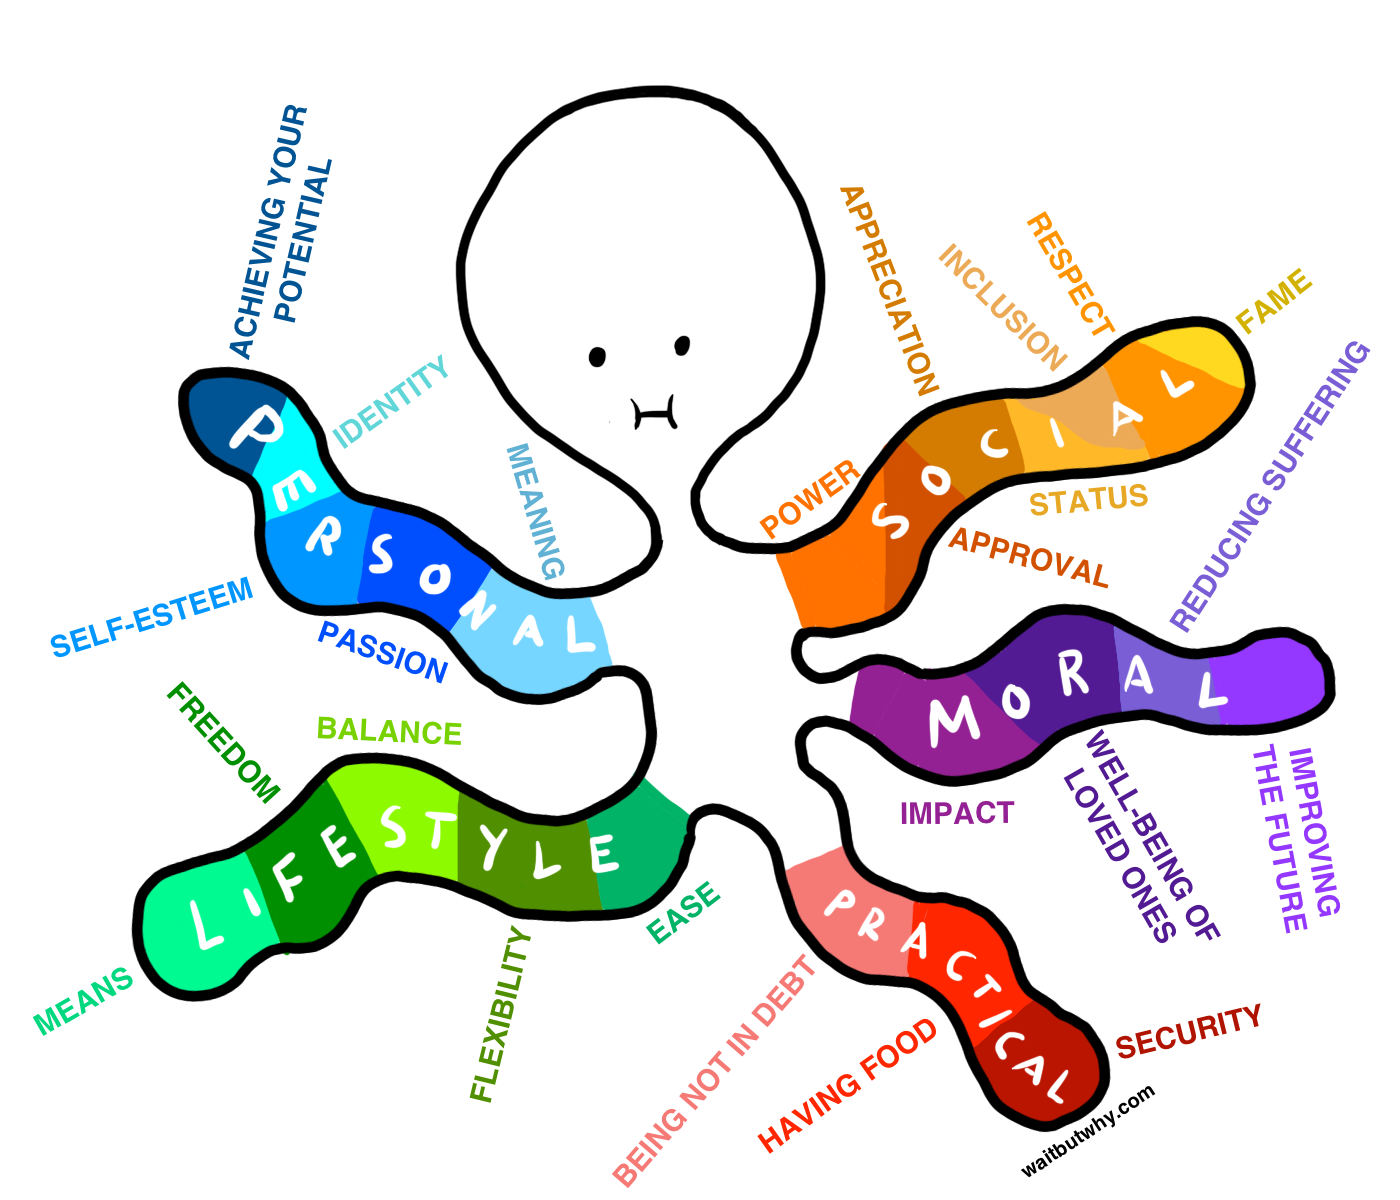 ACHIEVING YOUR
POTENTIAL
IDENTITY
MEANING
PERSONAL
SELF-ESTEEM
PASSION
APPRECIATION
INCLUSION
RESPECT
FAME
POWER
SOCIAL
STATUS
APPROVAL
REDUCING SUFFERING
MORAL
IMPACT
WELL-BEING OF
LOVED ONES
IMPROVING
THE FUTURE
FREEDOM
BALANCE
LIFESTYLE
MEANS
FLEXIBILITY
EASE
PRACTICAL
BEING NOT IN DEBT
HAVING FOOD
SECURITY
waitbutwhy.com